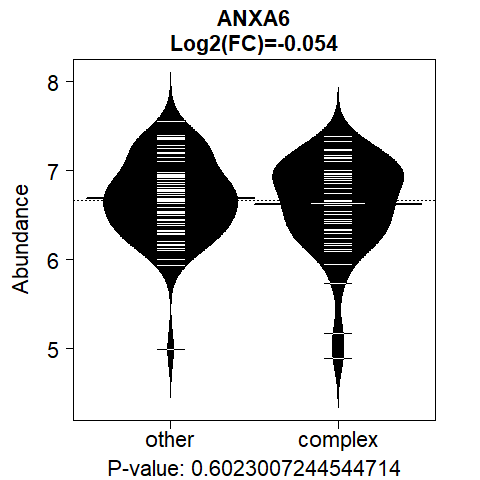 ANXA6
Log2(FC)=-0.054
Abundance
8
7
6
5
other complex
P-value: 0.6023007244544714